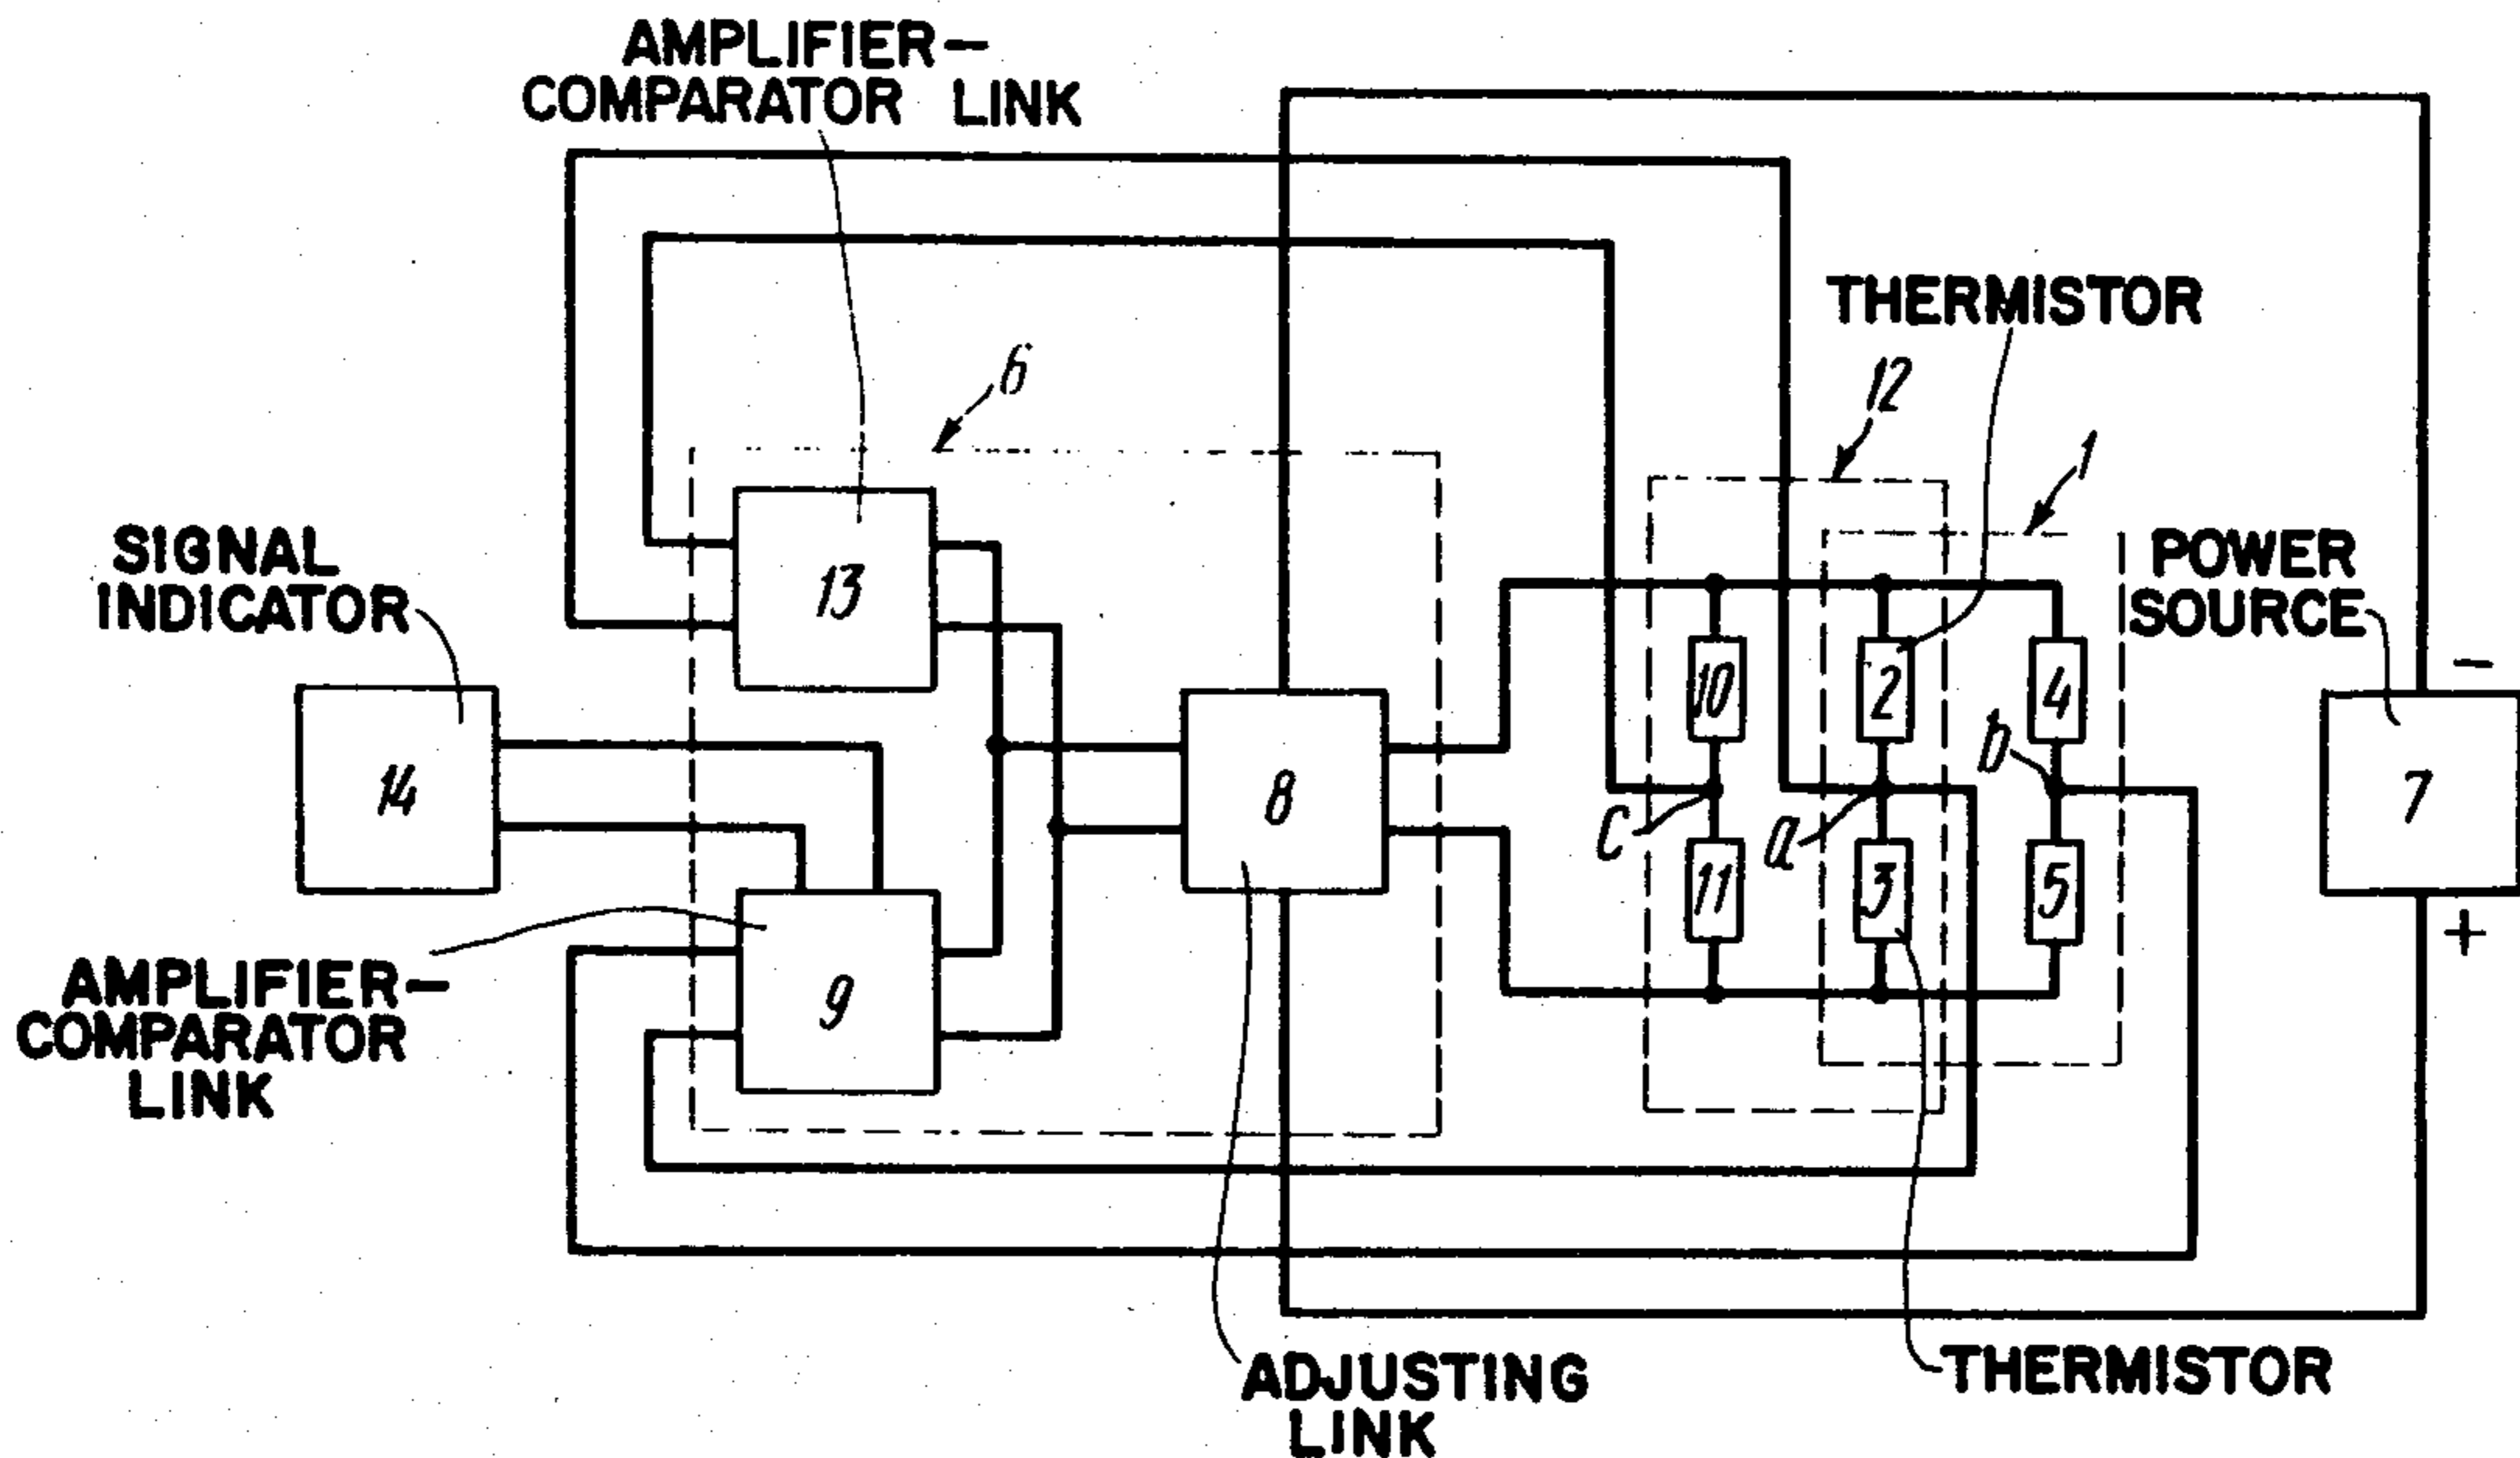 AMPLIFIER—
COMPARATOR LINK
6
THERMISTOR
12
1
SIGNAL
INDICATOR
13
POWER
SOURCE
−
10
2
4
b
14
8
7
c
a
11
3
5
+
9
AMPLIFIER—
COMPARATOR
LINK
ADJUSTING
LINK
THERMISTOR